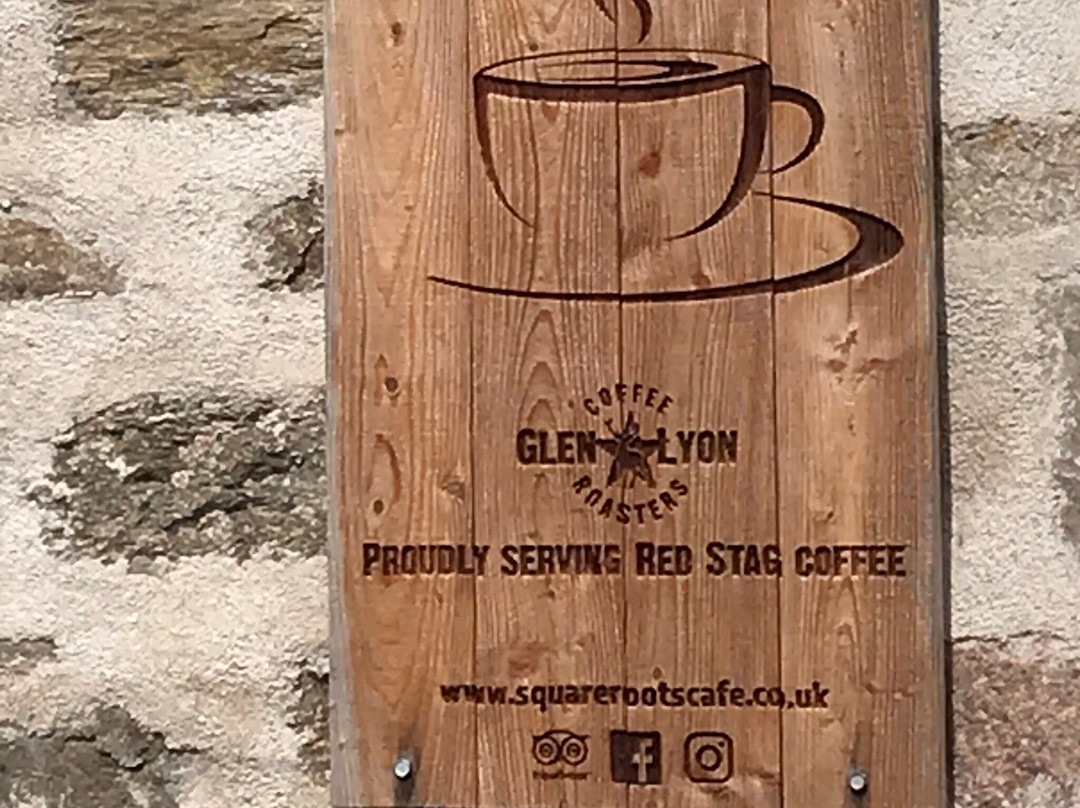 COFFEE
GLEN LYON
ROASTERS
PROUDLY SERVING RED STAG COFFEE
www.squarerootscafe.co.uk